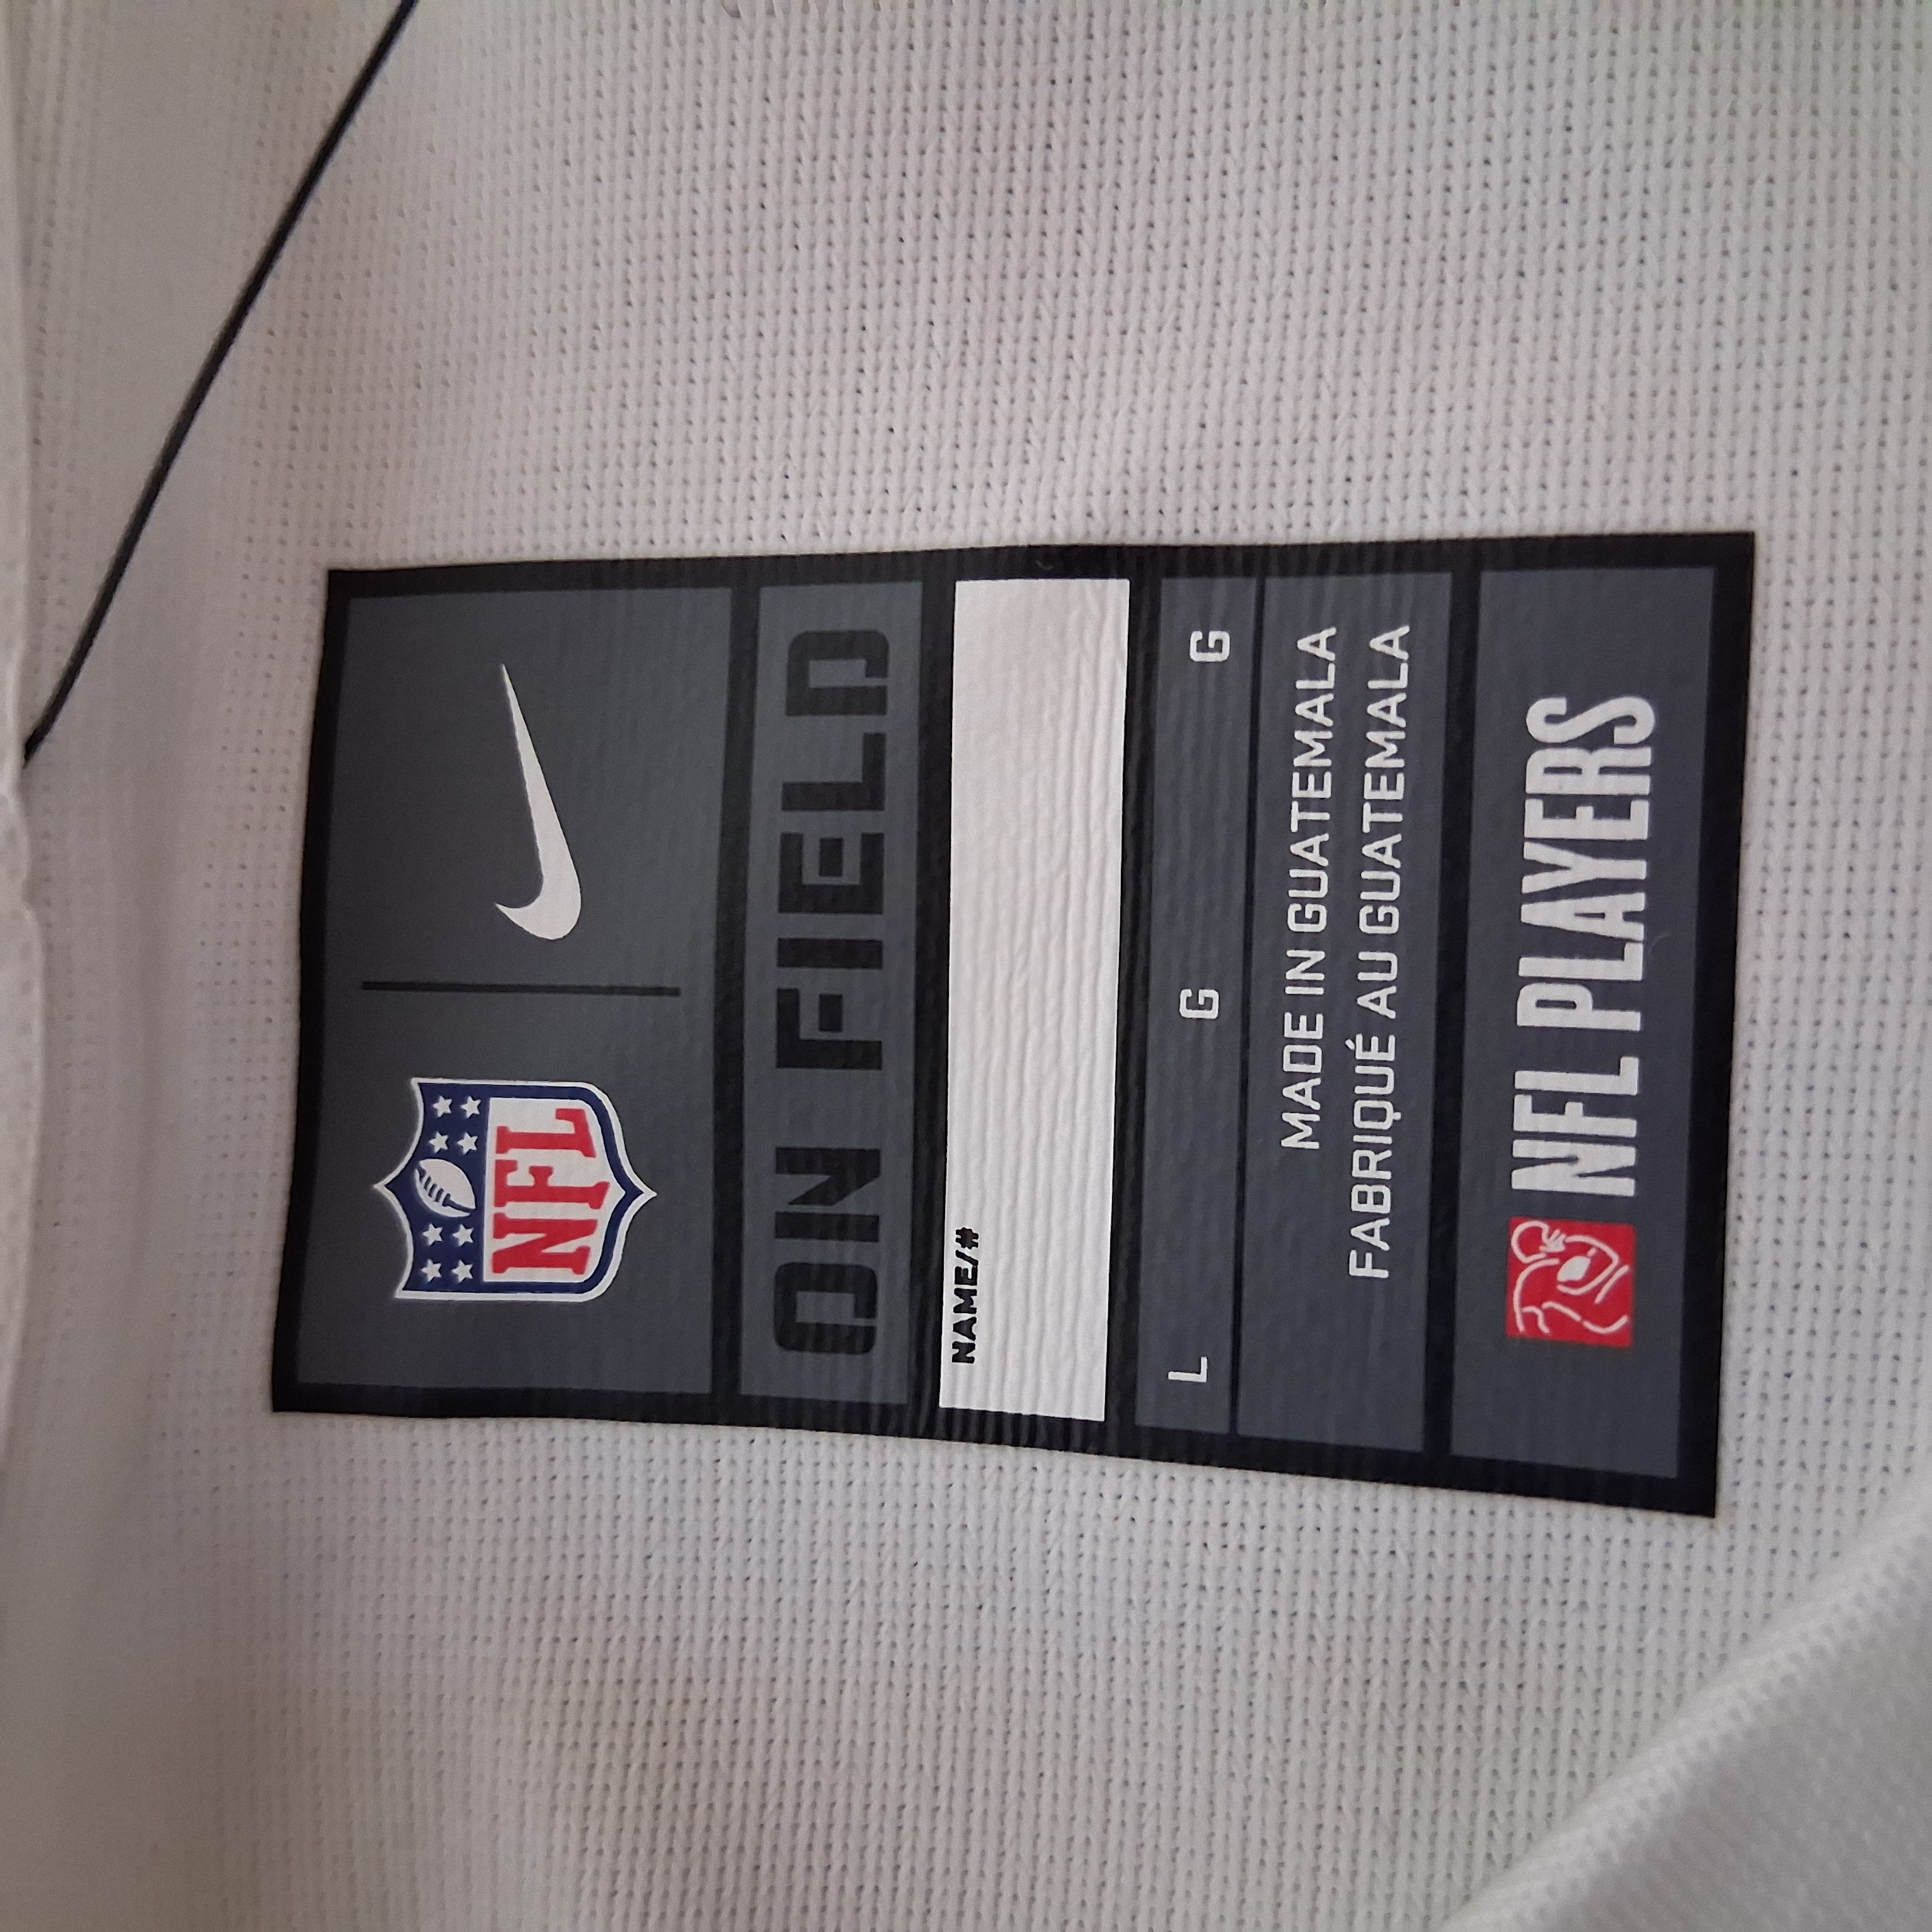 NFL
ON FIELD
NAME/#
L G G
MADE IN GUATEMALA
FABRIQUÉ AU GUATEMALA
NFL PLAYERS